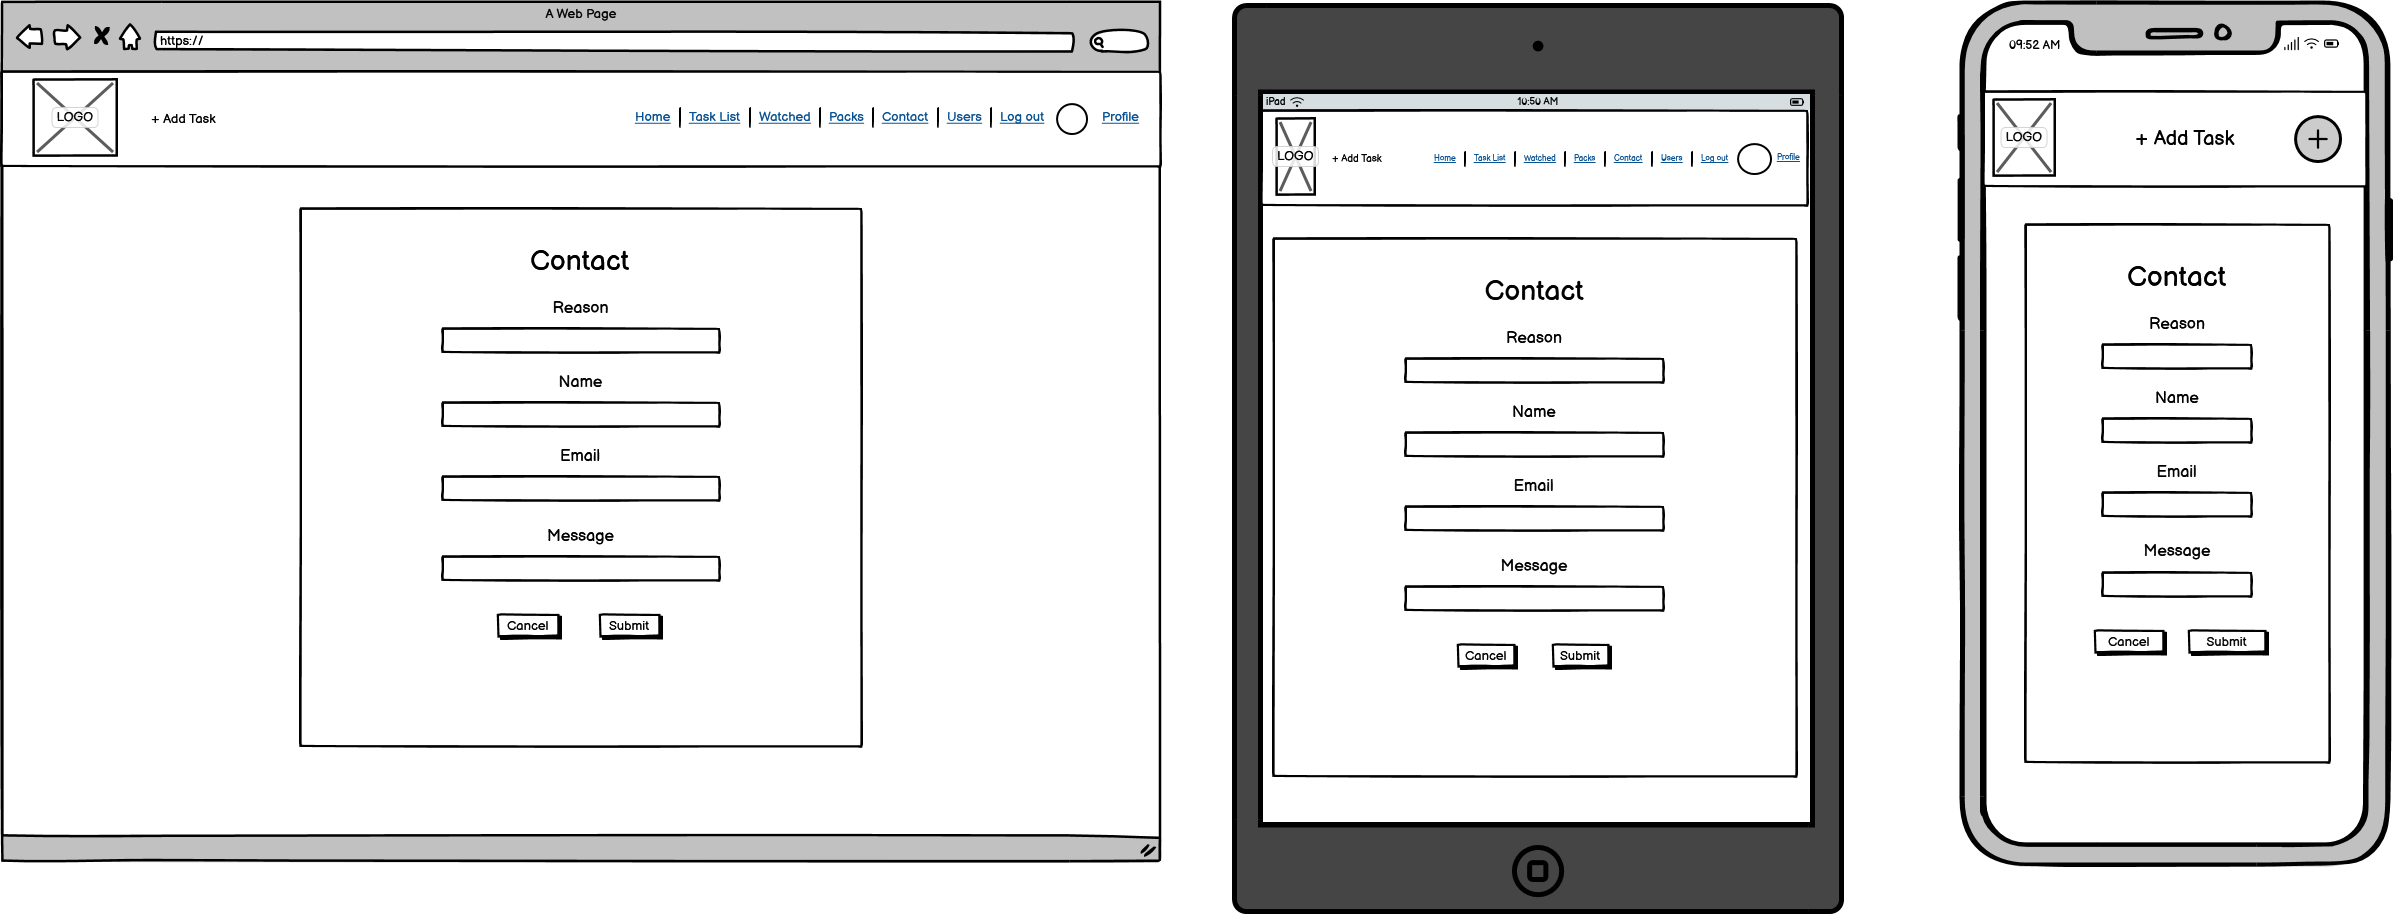 A Web Page
https://
LOGO
+ Add Task
Home
Task List
Watched
Packs
Contact
Users
Log out
Profile
Contact
Reason
Name
Email
Message
Cancel
Submit
iPad
10:50 AM
LOGO
+ Add Task
Home
Task List
Watched
Packs
Contact
Users
Log out
Profile
Contact
Reason
Name
Email
Message
Cancel
Submit
09:52 AM
LOGO
+ Add Task
Contact
Reason
Name
Email
Message
Cancel
Submit